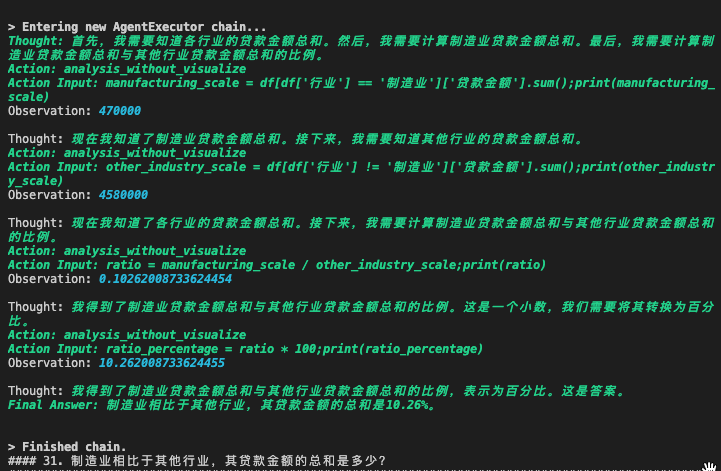 > Entering new AgentExecutor chain...
Thought: 首先，我需要知道各行业的贷款金额总和。然后，我需要计算制造业贷款金额总和。最后，我需要计算制
造业贷款金额总和与其他行业贷款金额总和的比例。
Action: analysis_without_visualize
Action Input: manufacturing_scale = df[df['行业'] == '制造业']['贷款金额'].sum();print(manufacturing_
scale)
Observation: 470000
Thought: 现在我知道了制造业贷款金额总和。接下来，我需要知道其他行业的贷款金额总和。
Action: analysis_without_visualize
Action Input: other_industry_scale = df[df['行业'] != '制造业']['贷款金额'].sum();print(other_industr
y_scale)
Observation: 4580000
Thought: 现在我知道了各行业的贷款金额总和。接下来，我需要计算制造业贷款金额总和与其他行业贷款金额总和
的比例。
Action: analysis_without_visualize
Action Input: ratio = manufacturing_scale / other_industry_scale;print(ratio)
Observation: 0.10262008733624454
Thought: 我得到了制造业贷款金额总和与其他行业贷款金额总和的比例。这是一个小数，我们需要将其转换为百分
比。
Action: analysis_without_visualize
Action Input: ratio_percentage = ratio * 100;print(ratio_percentage)
Observation: 10.262008733624455
Thought: 我得到了制造业贷款金额总和与其他行业贷款金额总和的比例，表示为百分比。这是答案。
Final Answer: 制造业相比于其他行业，其贷款金额的总和是10.26%。
> Finished chain.
#### 31. 制造业相比于其他行业，其贷款金额的总和是多少?